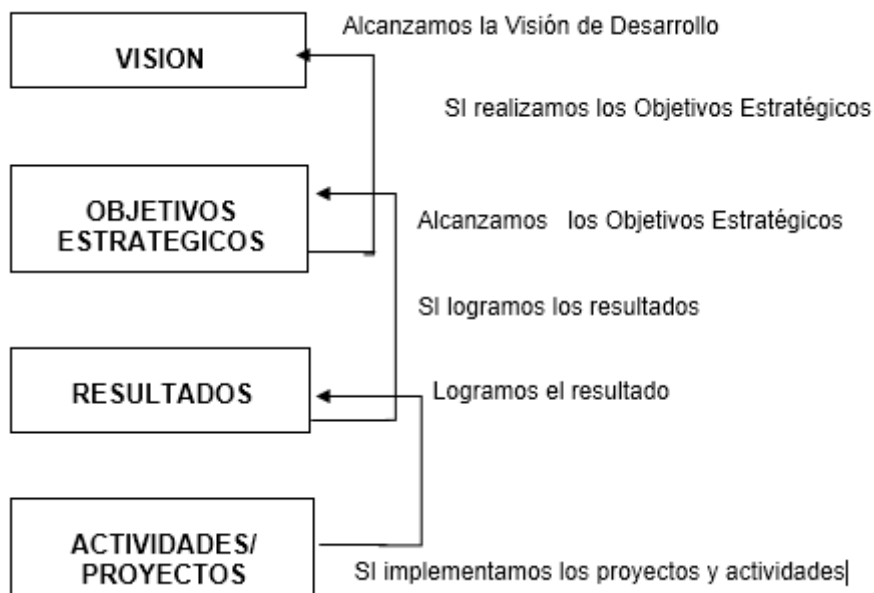 Alcanzamos la Visión de Desarrollo
VISION
SI realizamos los Objetivos Estratégicos
OBJETIVOS
ESTRATEGICOS
Alcanzamos los Objetivos Estratégicos
SI logramos los resultados
RESULTADOS
Logramos el resultado
ACTIVIDADES/
PROYECTOS
SI implementamos los proyectos y actividades